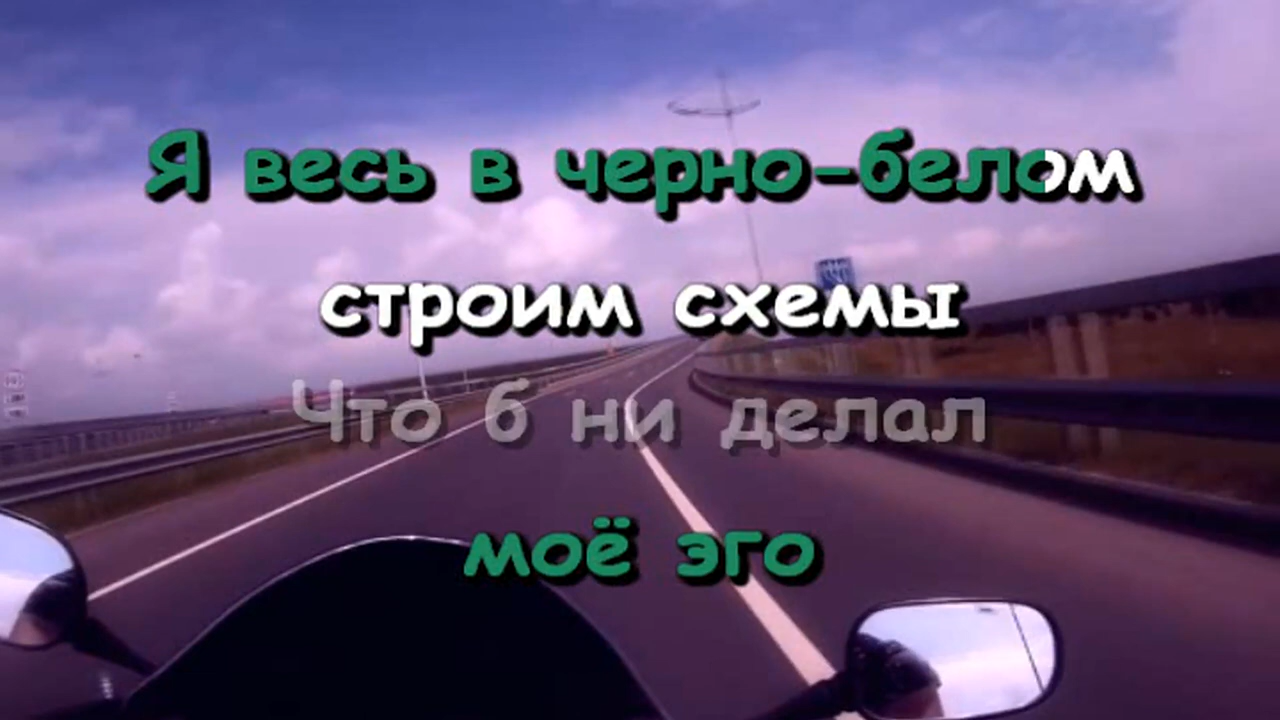 Я весь в черно-белом
строим схемы
Что б ни делал
моё эго